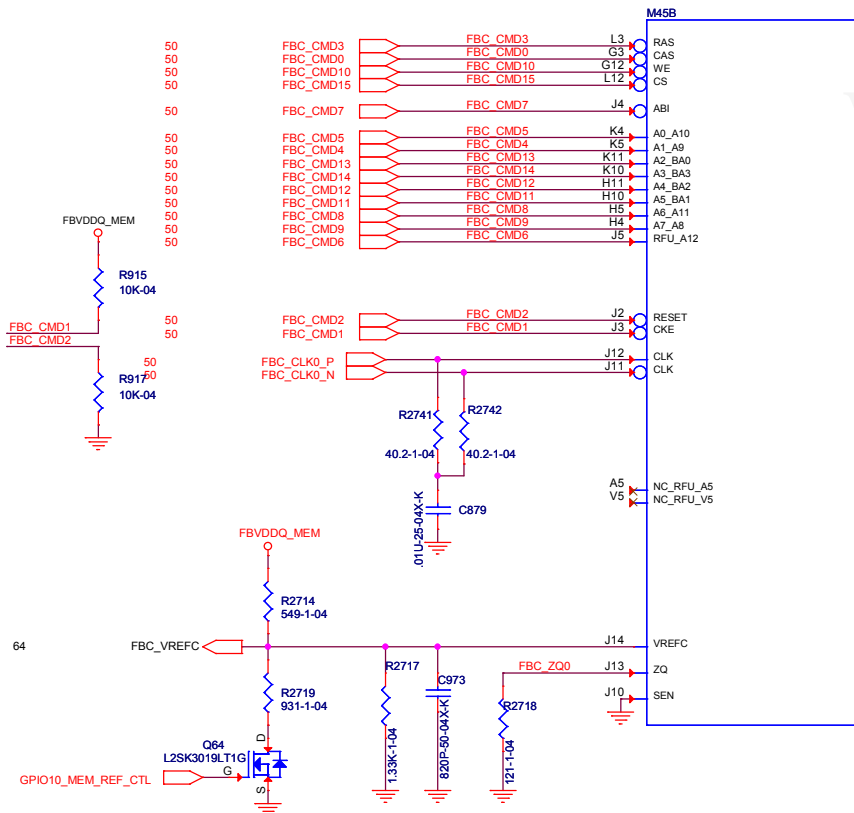 M45B
50 FBC_CMD3 FBC_CMD3 L3 RAS
50 FBC_CMD0 FBC_CMD0 G3 CAS
50 FBC_CMD10 FBC_CMD10 G12 WE
50 FBC_CMD15 FBC_CMD15 L12 CS
50 FBC_CMD7 FBC_CMD7 J4 ABI
50 FBC_CMD5 FBC_CMD5 K4 A0_A10
50 FBC_CMD4 FBC_CMD4 K5 A1_A9
50 FBC_CMD13 FBC_CMD13 K11 A2_BA0
50 FBC_CMD14 FBC_CMD14 K10 A3_BA3
50 FBC_CMD12 FBC_CMD12 H11 A4_BA2
50 FBC_CMD11 FBC_CMD11 H10 A5_BA1
50 FBC_CMD8 FBC_CMD8 H5 A6_A11
50 FBC_CMD9 FBC_CMD9 H4 A7_A8
50 FBC_CMD6 FBC_CMD6 J5 RFU_A12
FBVDDQ_MEM
R915
10K-04
50 FBC_CMD2 FBC_CMD2 J2 RESET
FBC_CMD1 50 FBC_CMD1 FBC_CMD1 J3 CKE
FBC_CMD2
50 FBC_CLK0_P J12 CLK
50 FBC_CLK0_N J11 CLK
R917
10K-04
R2741 R2742
40.2-1-04 40.2-1-04
A5 NC_RFU_A5
V5 NC_RFU_V5
C879
.01U-25-04X-K
FBVDDQ_MEM
R2714
549-1-04
64 FBC_VREFC J14 VREFC
R2717 FBC_ZQ0 J13 ZQ
C973
R2719 J10 SEN
931-1-04 R2718
1.33K-1-04 820P-50-04X-K 121-1-04
D
Q64
L2SK3019LT1G
GPIO10_MEM_REF_CTL G
S